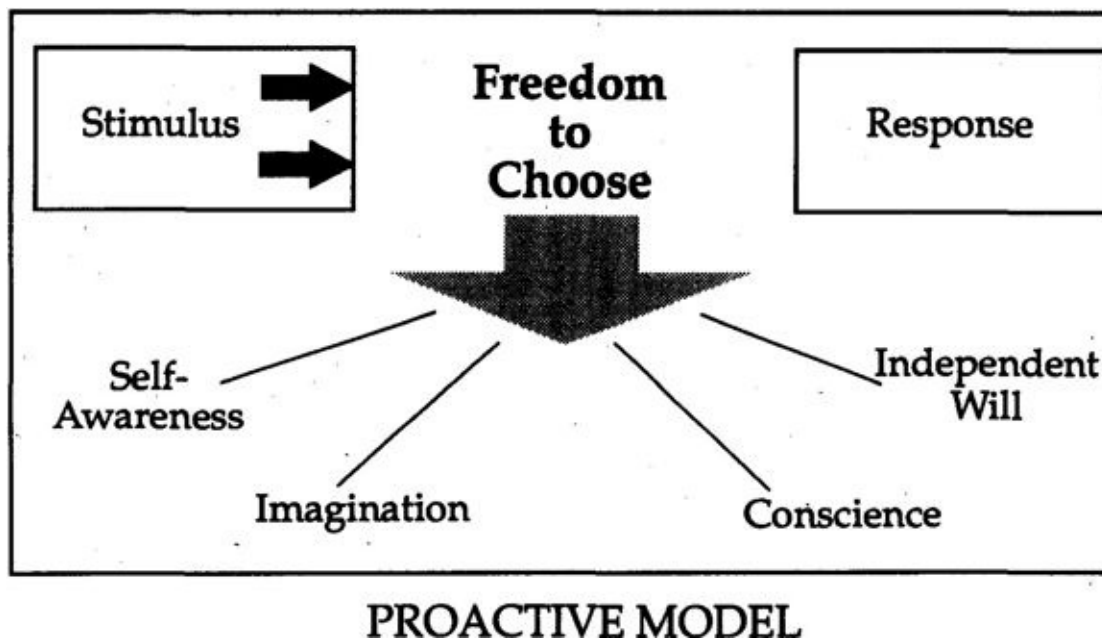 Stimulus
Freedom
to
Choose
Response
Self-
Awareness
Imagination
Conscience
Independent
Will
PROACTIVE MODEL